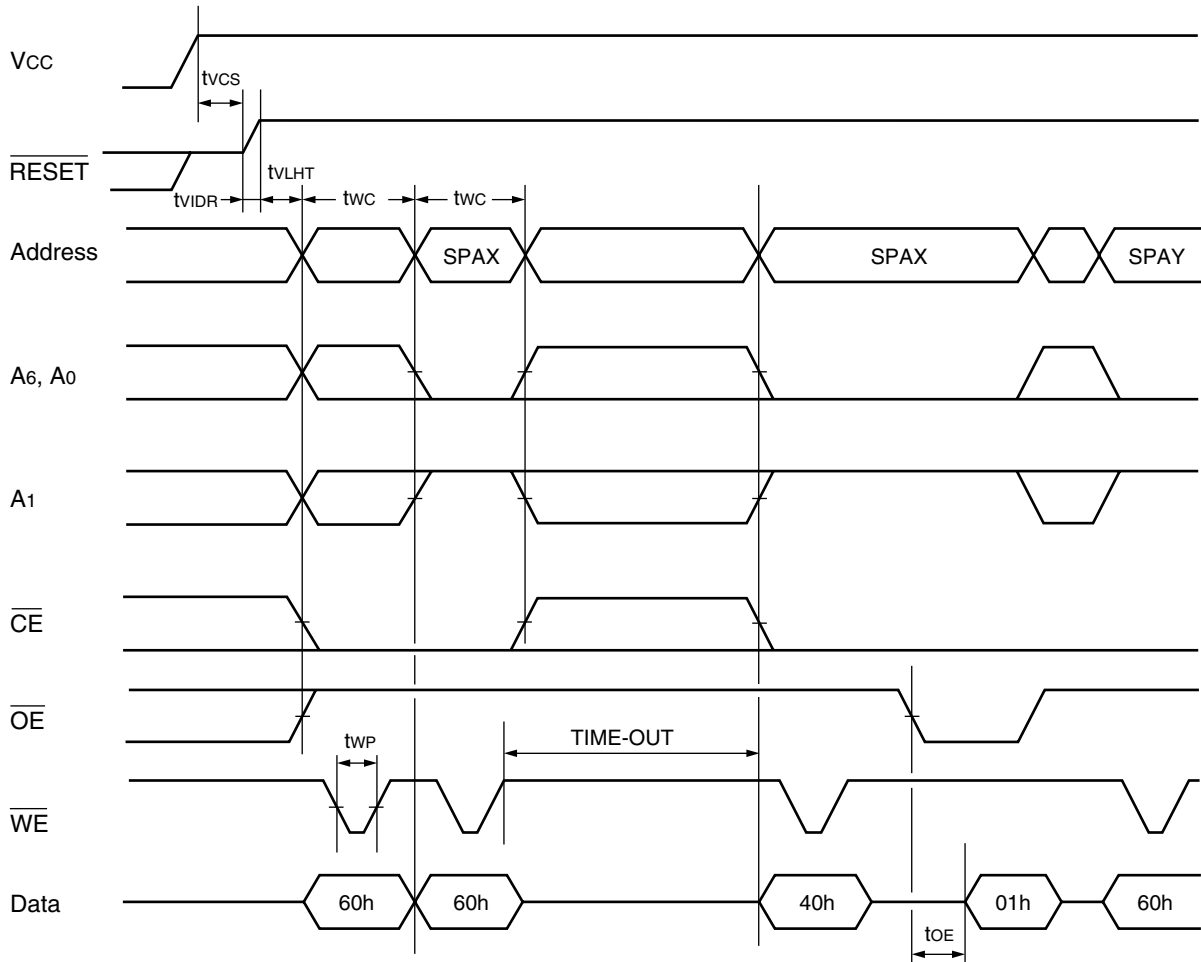 VCC
tVCS
RESET
tVLHT
tVIDR
tWC
tWC
Address
SPAX
SPAX
SPAY
A6, A0
A1
CE
OE
TIME-OUT
tWP
WE
Data
60h
60h
40h
01h
60h
tOE